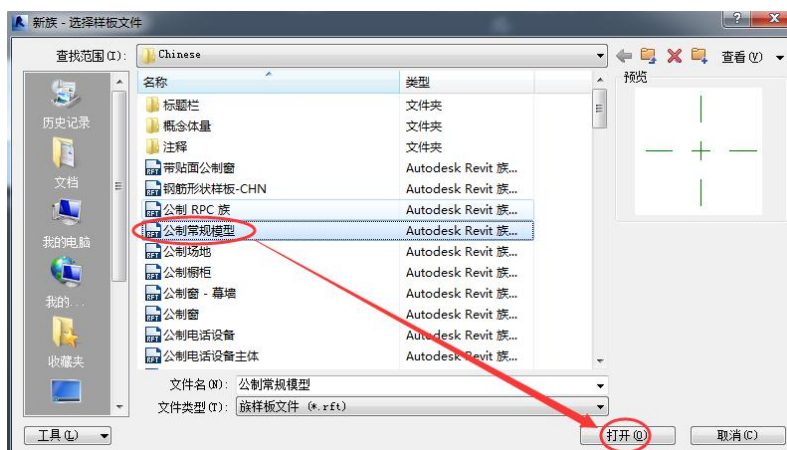 新族 - 选择样板文件
查找范围(I):
Chinese
查看(V)
名称
类型
预览
标题栏 文件夹
概念体量 文件夹
注释 文件夹
带贴面公制窗 Autodesk Revit 族...
钢筋形状样板-CHN Autodesk Revit 族...
公制 RPC 族 Autodesk Revit 族...
公制常规模型 Autodesk Revit 族...
公制场地 Autodesk Revit 族...
公制橱柜 Autodesk Revit 族...
公制窗 - 幕墙 Autodesk Revit 族...
公制窗 Autodesk Revit 族...
公制电话设备 Autodesk Revit 族...
公制电话设备主体 Autodesk Revit 族...
历史记录
文档
我的电脑
我的...
收藏夹
文件名(N): 公制常规模型
文件类型(T): 族样板文件 (*.rft)
工具(L)
打开(O)
取消(C)